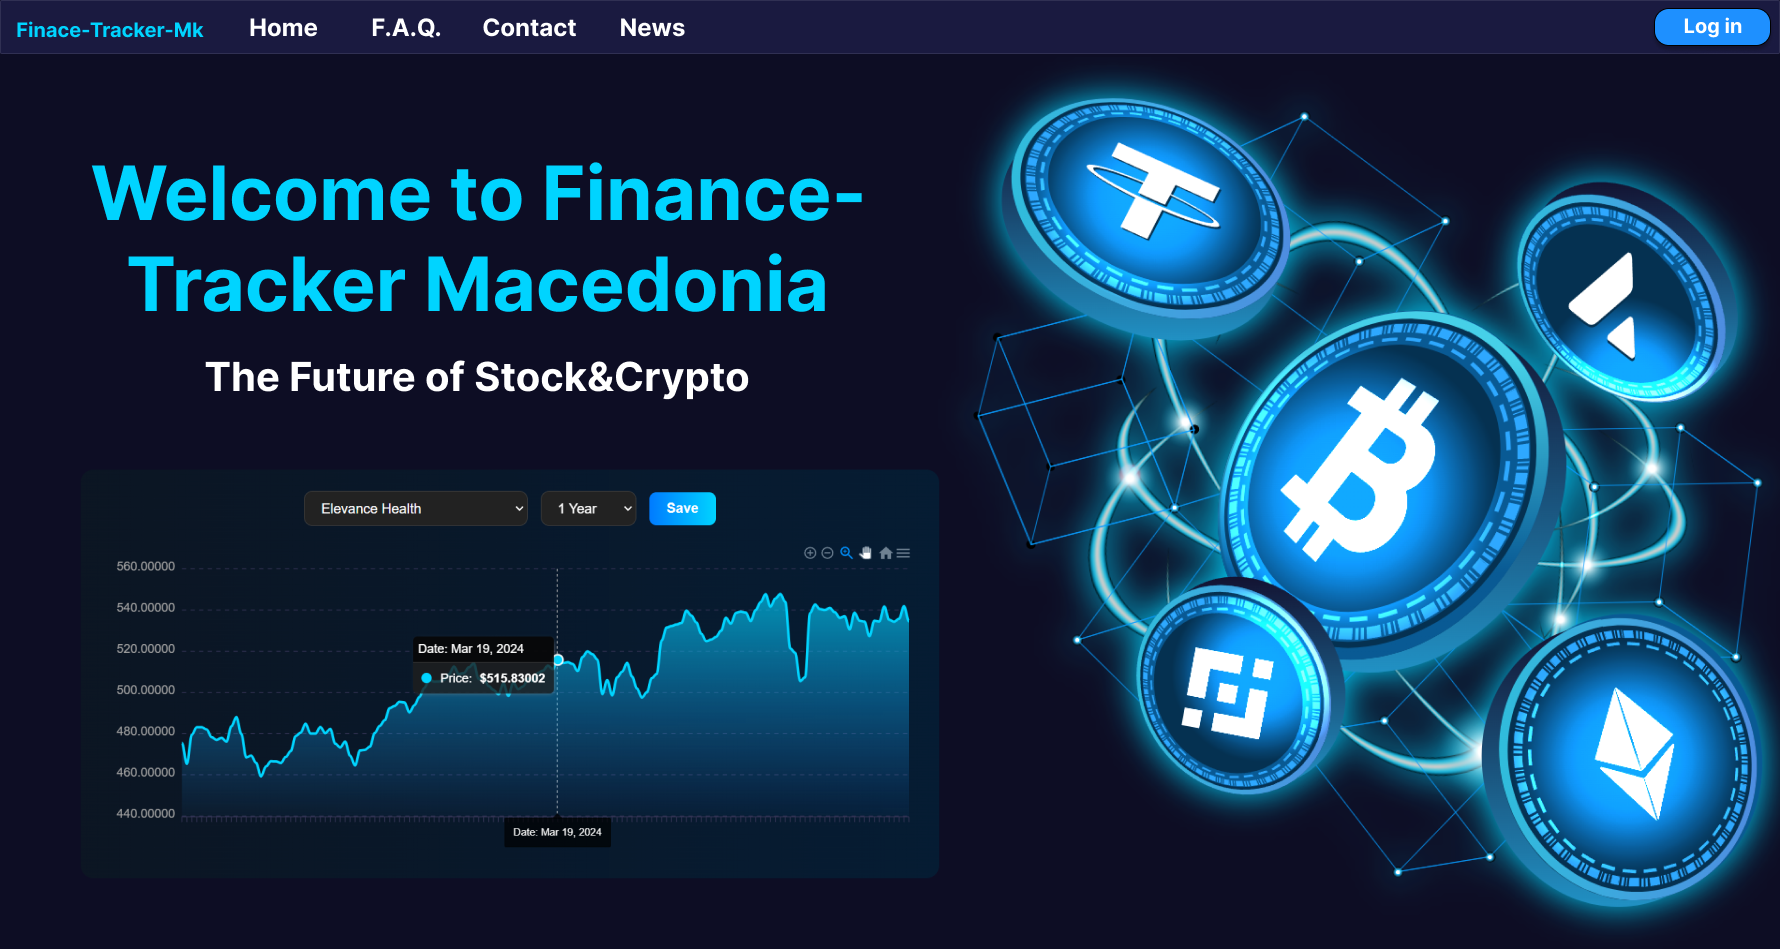 Finace-Tracker-Mk Home F.A.Q. Contact News Log in
Welcome to Finance-
Tracker Macedonia
The Future of Stock&Crypto
Elevance Health 1 Year Save
560.00000
540.00000
520.00000
500.00000
480.00000
460.00000
440.00000
Date: Mar 19, 2024
Price: $515.83002
Date: Mar 19, 2024